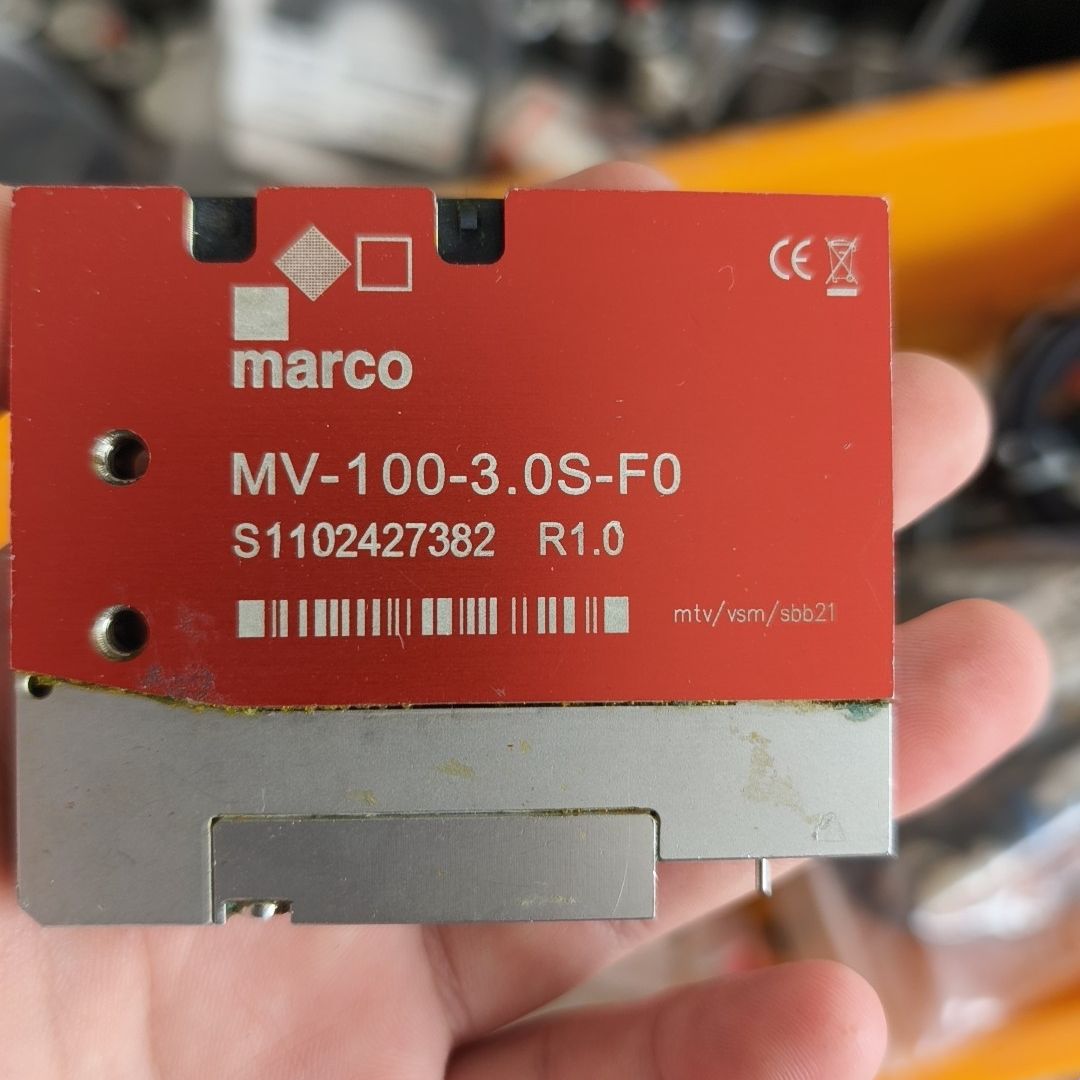 CE
marco
MV-100-3.0S-F0
S1102427382 R1.0
mtv/vsm/sbb21